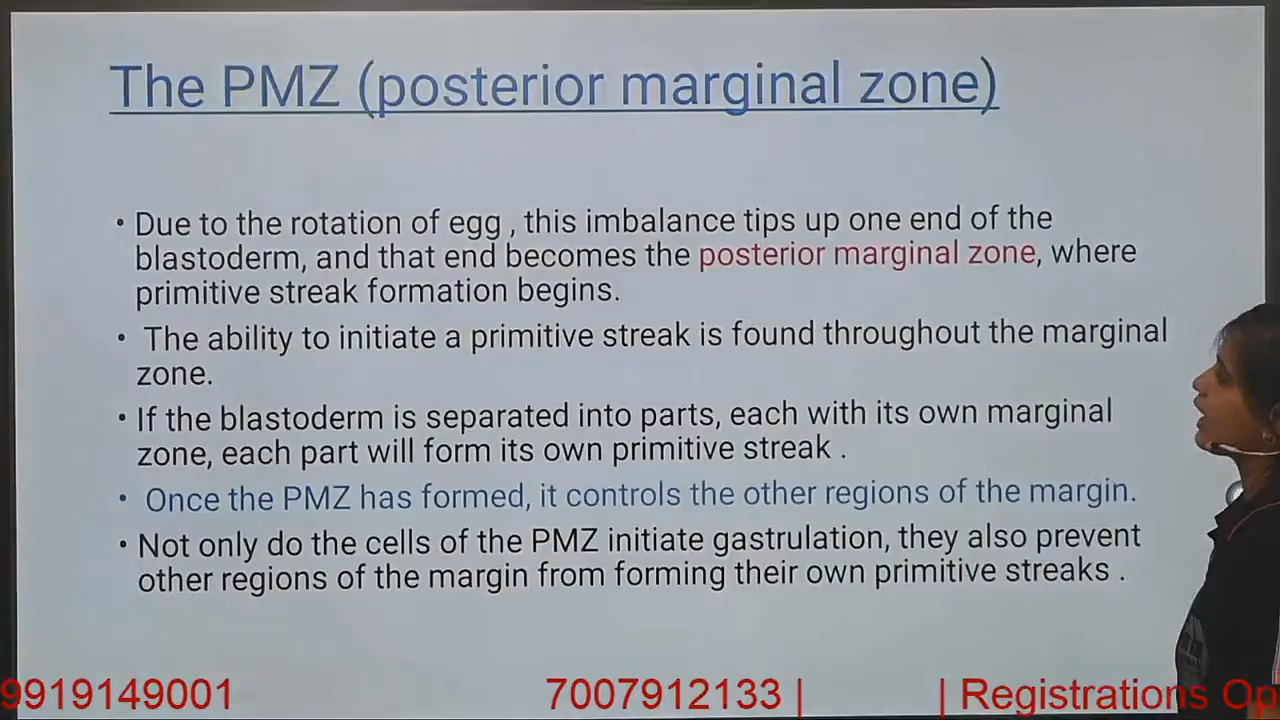 The PMZ (posterior marginal zone)
• Due to the rotation of egg , this imbalance tips up one end of the
blastoderm, and that end becomes the posterior marginal zone, where
primitive streak formation begins.
• The ability to initiate a primitive streak is found throughout the marginal
zone.
• If the blastoderm is separated into parts, each with its own marginal
zone, each part will form its own primitive streak .
• Once the PMZ has formed, it controls the other regions of the margin.
• Not only do the cells of the PMZ initiate gastrulation, they also prevent
other regions of the margin from forming their own primitive streaks .
9919149001 7007912133 | | Registrations Op